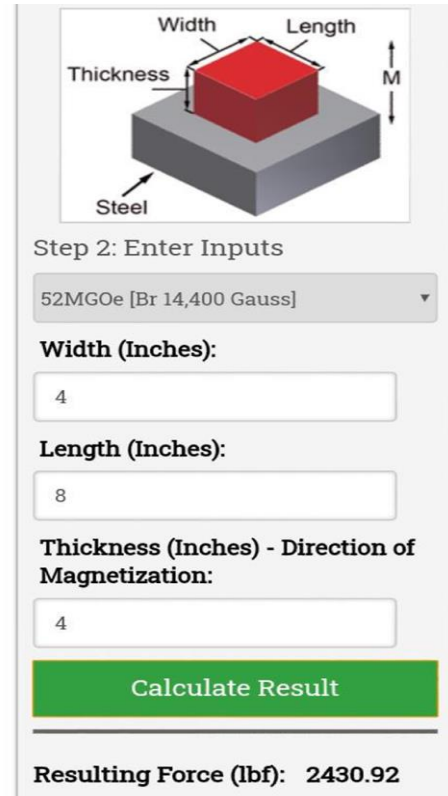 Width
Length
Thickness
M
Steel
Step 2: Enter Inputs
52MGOe [Br 14,400 Gauss]
Width (Inches):
4
Length (Inches):
8
Thickness (Inches) - Direction of
Magnetization:
4
Calculate Result
Resulting Force (lbf): 2430.92